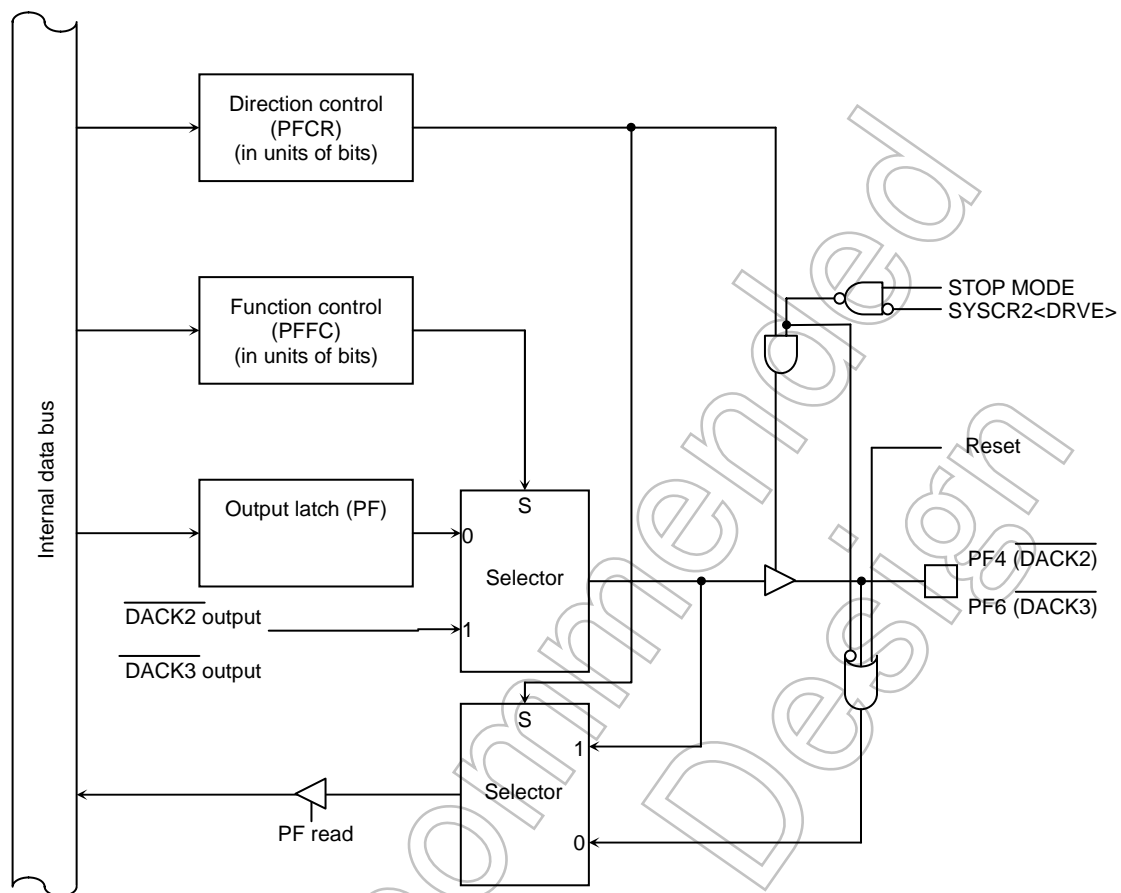 Direction control
(PFCR)
(in units of bits)
STOP MODE
SYSCR2<DRVE>
Function control
(PFFC)
(in units of bits)
Internal data bus
Reset
Output latch (PF)
S
0
Selector
1
DACK2 output
DACK3 output
PF4 (DACK2)
PF6 (DACK3)
S
1
Selector
0
PF read
ommended
Design